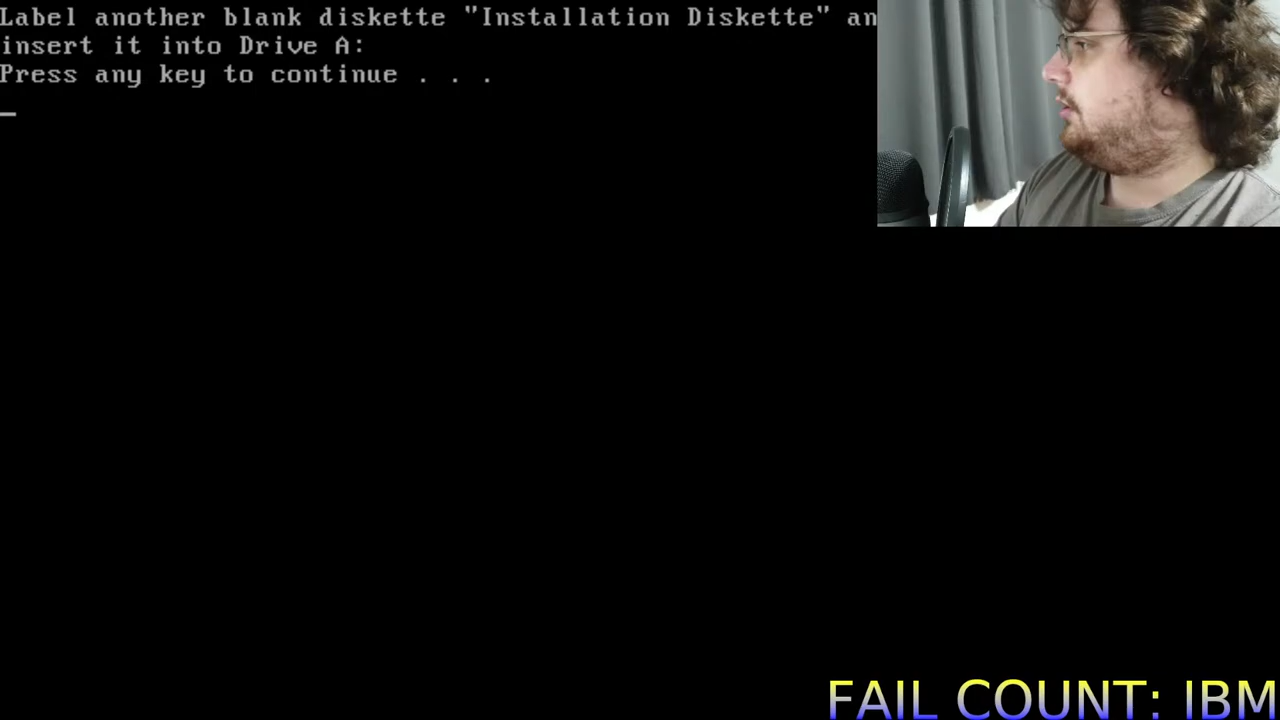 Label another blank diskette "Installation Diskette" an
insert it into Drive A:
Press any key to continue . . .
FAIL COUNT: IBM